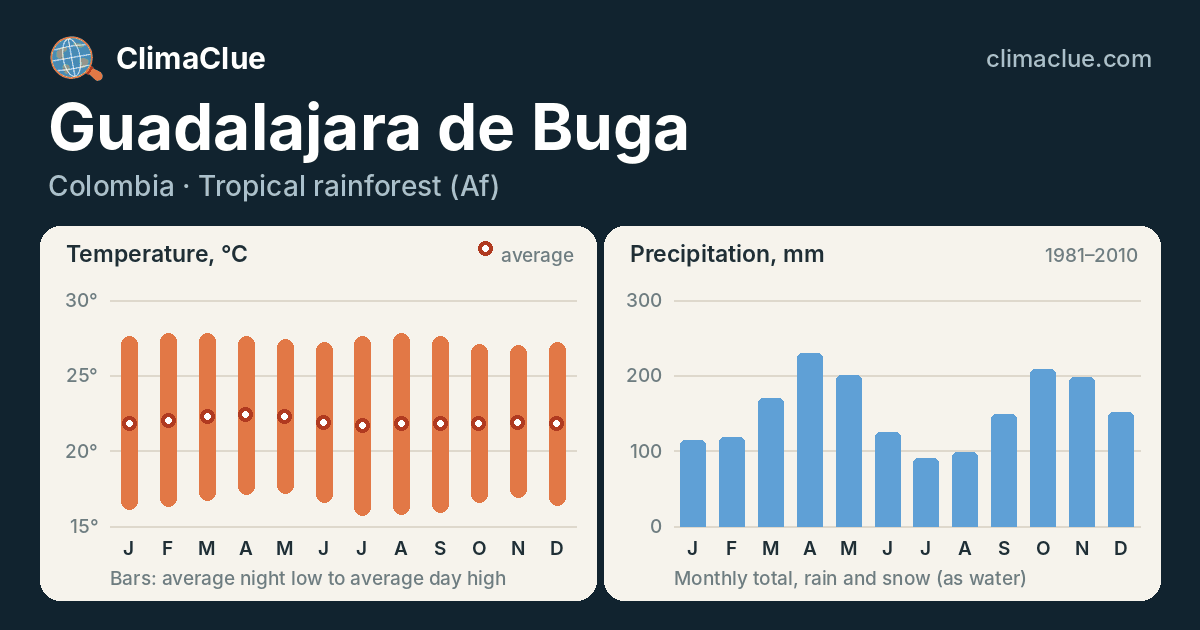 ClimaClue
climaclue.com
Guadalajara de Buga
Colombia · Tropical rainforest (Af)
Temperature, °C
average
30°
25°
20°
15°
J F M A M J J A S O N D
Bars: average night low to average day high
Precipitation, mm
1981–2010
300
200
100
0
J F M A M J J A S O N D
Monthly total, rain and snow (as water)